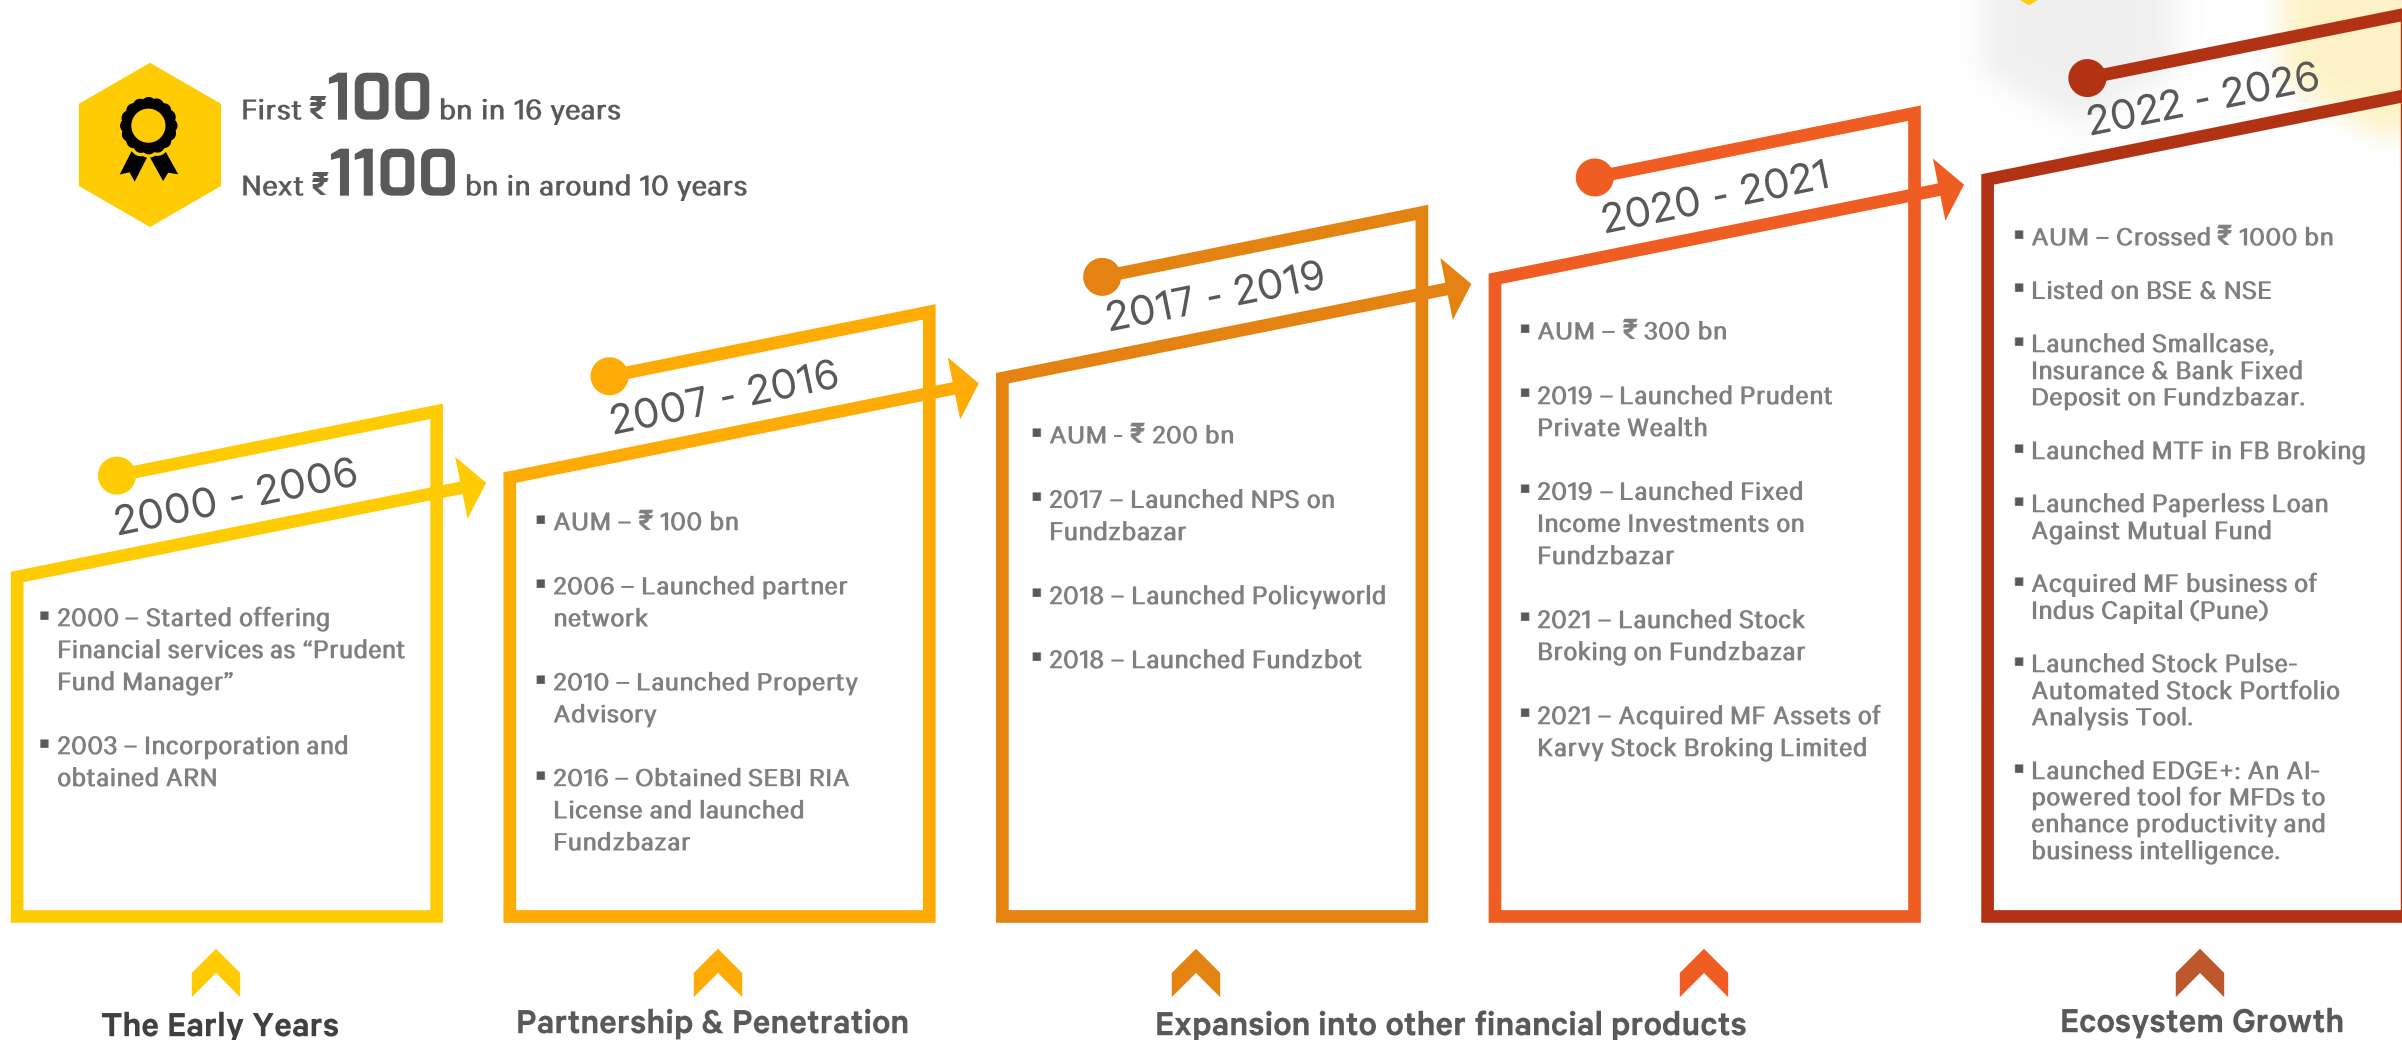 First ₹100 bn in 16 years
Next ₹1100 bn in around 10 years
2000 - 2006
▪ 2000 – Started offering
Financial services as “Prudent
Fund Manager”
▪ 2003 – Incorporation and
obtained ARN
The Early Years
2007 - 2016
▪ AUM – ₹ 100 bn
▪ 2006 – Launched partner
network
▪ 2010 – Launched Property
Advisory
▪ 2016 – Obtained SEBI RIA
License and launched
Fundzbazar
Partnership & Penetration
2017 - 2019
▪ AUM - ₹ 200 bn
▪ 2017 – Launched NPS on
Fundzbazar
▪ 2018 – Launched Policyworld
▪ 2018 – Launched Fundzbot
2020 - 2021
▪ AUM – ₹ 300 bn
▪ 2019 – Launched Prudent
Private Wealth
▪ 2019 – Launched Fixed
Income Investments on
Fundzbazar
▪ 2021 – Launched Stock
Broking on Fundzbazar
▪ 2021 – Acquired MF Assets of
Karvy Stock Broking Limited
Expansion into other financial products
2022 - 2026
▪ AUM – Crossed ₹ 1000 bn
▪ Listed on BSE & NSE
▪ Launched Smallcase,
Insurance & Bank Fixed
Deposit on Fundzbazar.
▪ Launched MTF in FB Broking
▪ Launched Paperless Loan
Against Mutual Fund
▪ Acquired MF business of
Indus Capital (Pune)
▪ Launched Stock Pulse-
Automated Stock Portfolio
Analysis Tool.
▪ Launched EDGE+: An AI-
powered tool for MFDs to
enhance productivity and
business intelligence.
Ecosystem Growth